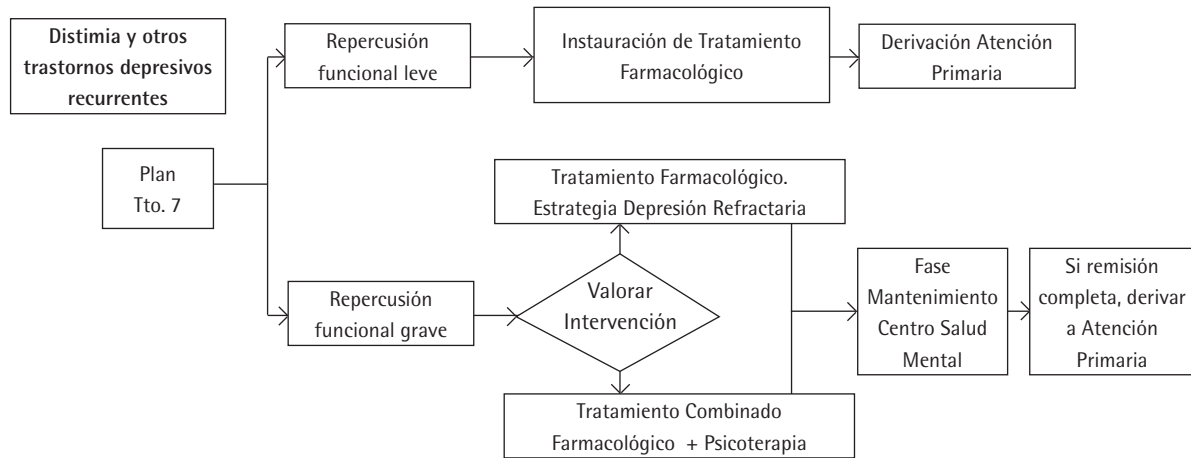 Distimia y otros
trastornos depresivos
recurrentes
Repercusión
funcional leve
Instauración de Tratamiento
Farmacológico
Derivación Atención
Primaria
Plan
Tto. 7
Tratamiento Farmacológico.
Estrategia Depresión Refractaria
Repercusión
funcional grave
Valorar
Intervención
Fase
Mantenimiento
Centro Salud
Mental
Si remisión
completa, derivar
a Atención
Primaria
Tratamiento Combinado
Farmacológico + Psicoterapia